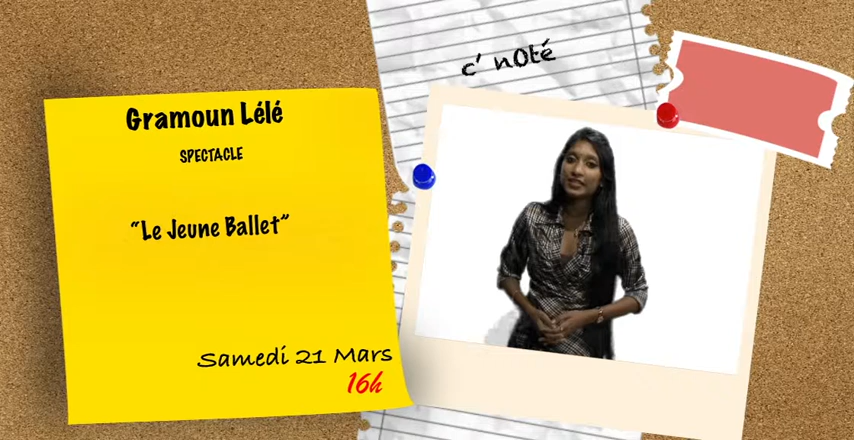 c' nOté
Gramoun Lélé
SPECTACLE
“Le Jeune Ballet”
Samedi 21 Mars
16h